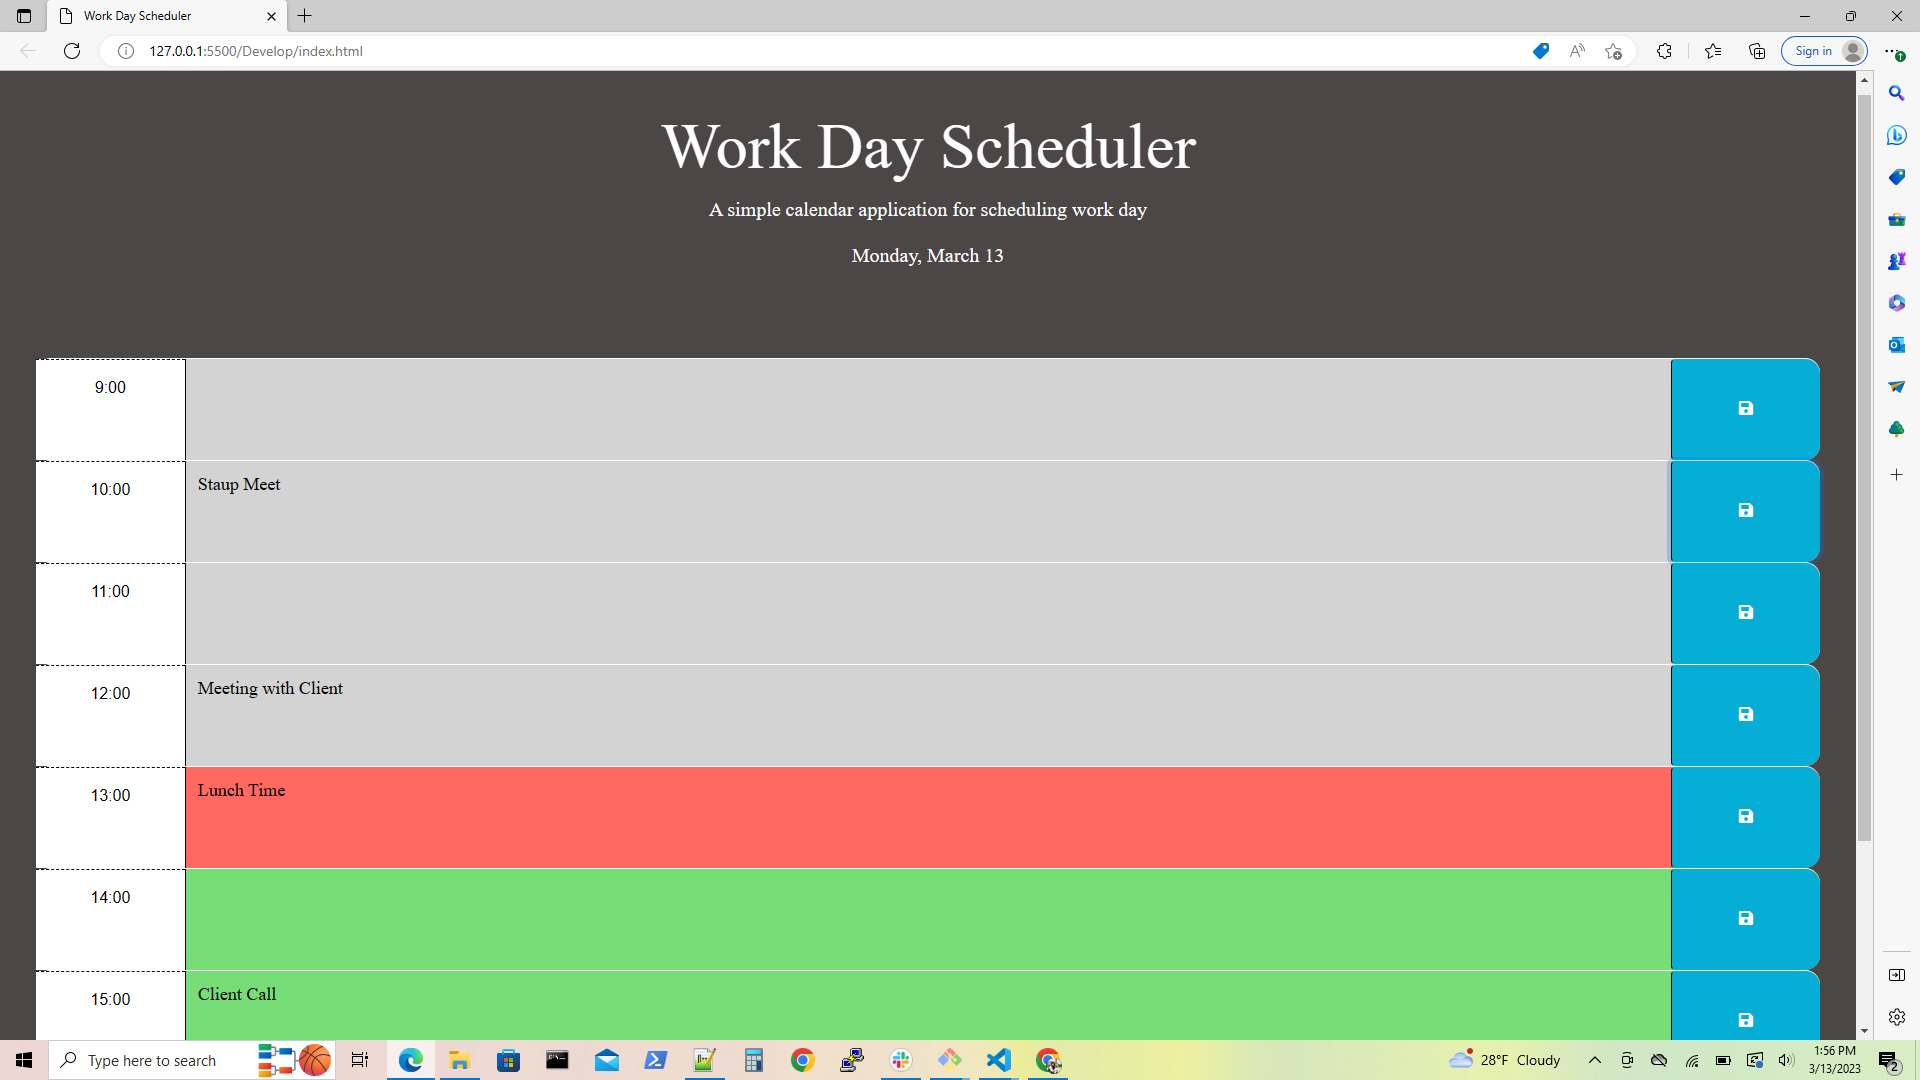 Work Day Scheduler
127.0.0.1:5500/Develop/index.html
Sign in
Work Day Scheduler
A simple calendar application for scheduling work day
Monday, March 13
9:00
10:00 Staup Meet
11:00
12:00 Meeting with Client
13:00 Lunch Time
14:00
15:00 Client Call
Type here to search
28°F Cloudy
1:56 PM
3/13/2023
2